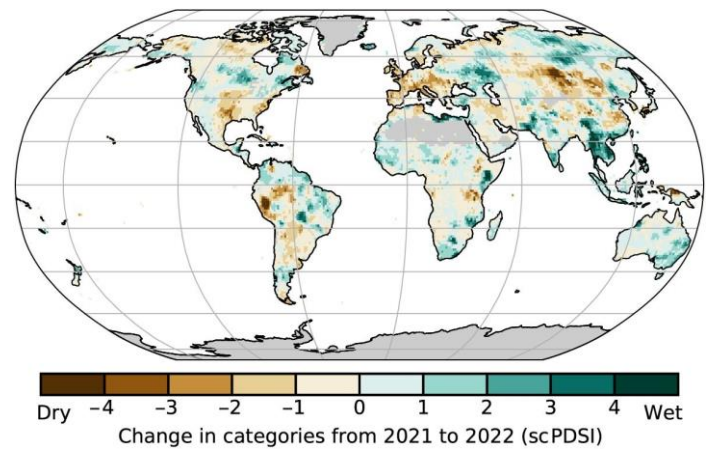 Dry −4 −3 −2 −1 0 1 2 3 4 Wet
Change in categories from 2021 to 2022 (scPDSI)